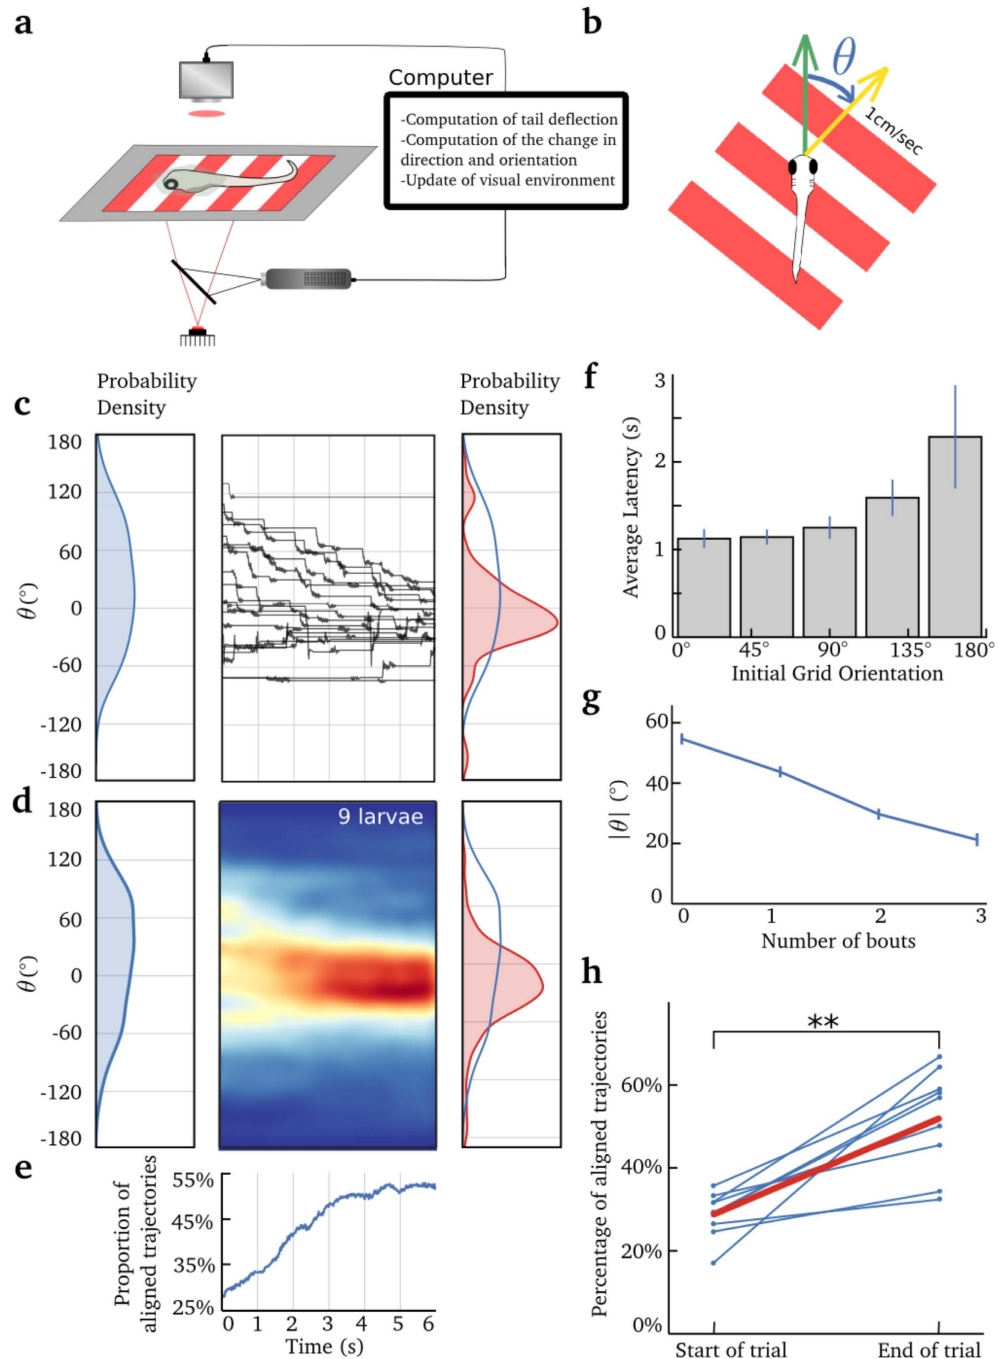 a
Computer
-Computation of tail deflection
-Computation of the change in
direction and orientation
-Update of visual environment
b
θ
1cm/sec
c
Probability
Density
Probability
Density
θ(°)
180
120
60
0
-60
-120
-180
d
9 larvae
θ(°)
180
120
60
0
-60
-120
-180
e
Proportion of
aligned trajectories
55%
45%
35%
25%
0 1 2 3 4 5 6
Time (s)
f
Average Latency (s)
3
2
1
0
0° 45° 90° 135° 180°
Initial Grid Orientation
g
|θ| (°)
60
40
20
0
0 1 2 3
Number of bouts
h
**
Percentage of aligned trajectories
60%
40%
20%
0%
Start of trial End of trial